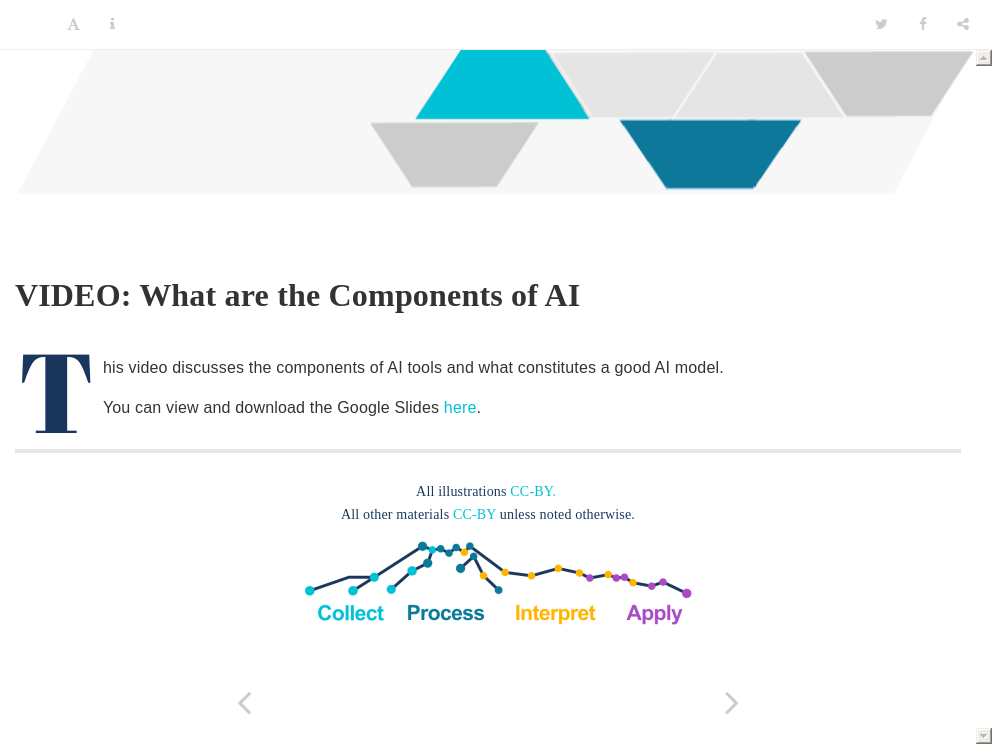 VIDEO: What are the Components of AI
This video discusses the components of AI tools and what constitutes a good AI model.
You can view and download the Google Slides here.
All illustrations CC-BY.
All other materials CC-BY unless noted otherwise.
Collect Process Interpret Apply